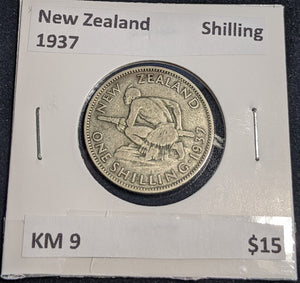 New Zealand Shilling
1937
NEW ZEALAND
ONE SHILLING · 1937
KM 9 $15